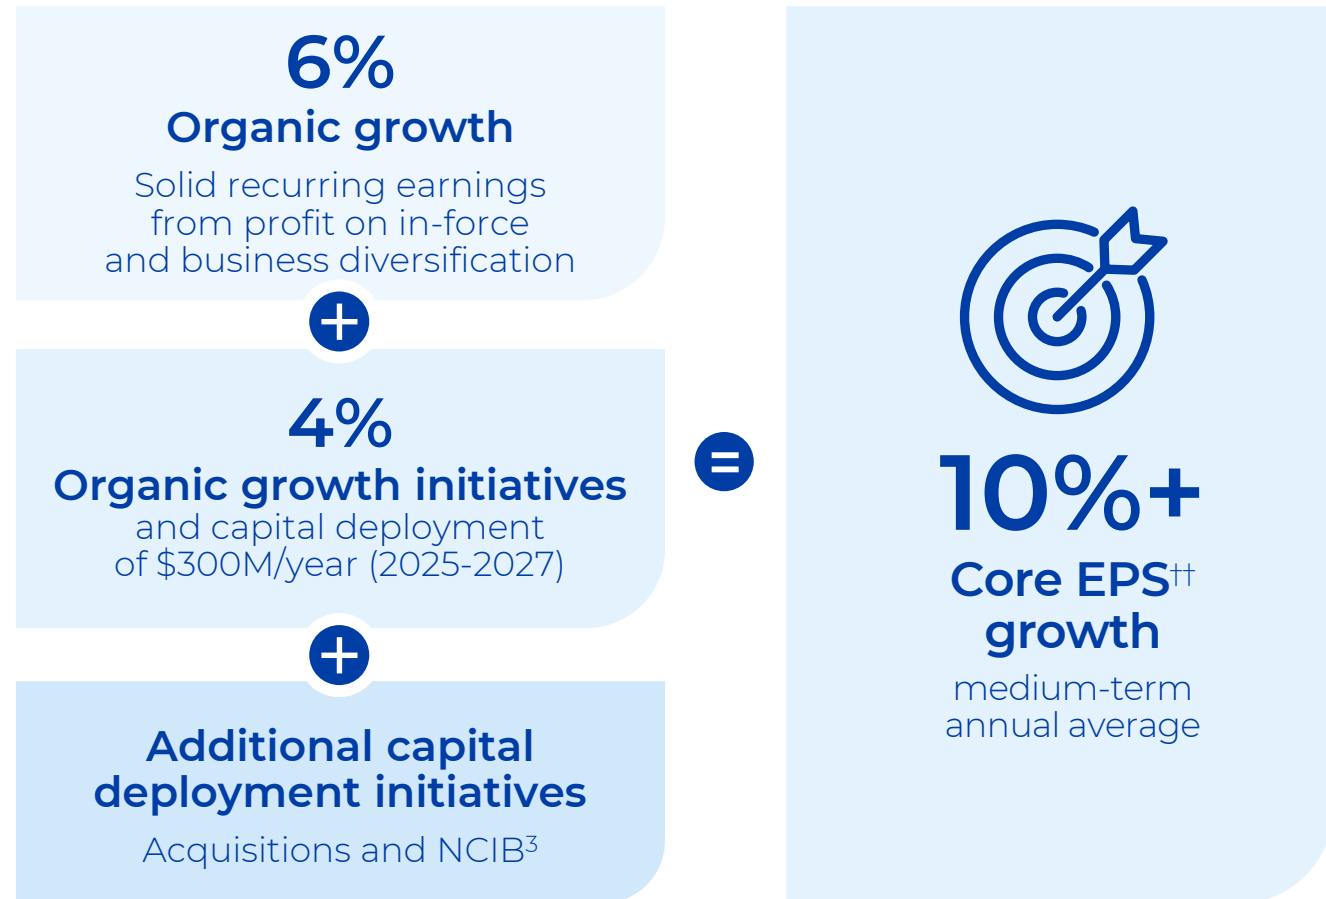 6%
Organic growth
Solid recurring earnings
from profit on in-force
and business diversification
+
4%
Organic growth initiatives
and capital deployment
of $300M/year (2025-2027)
+
Additional capital
deployment initiatives
Acquisitions and NCIB³
=
10%+
Core EPS††
growth
medium-term
annual average